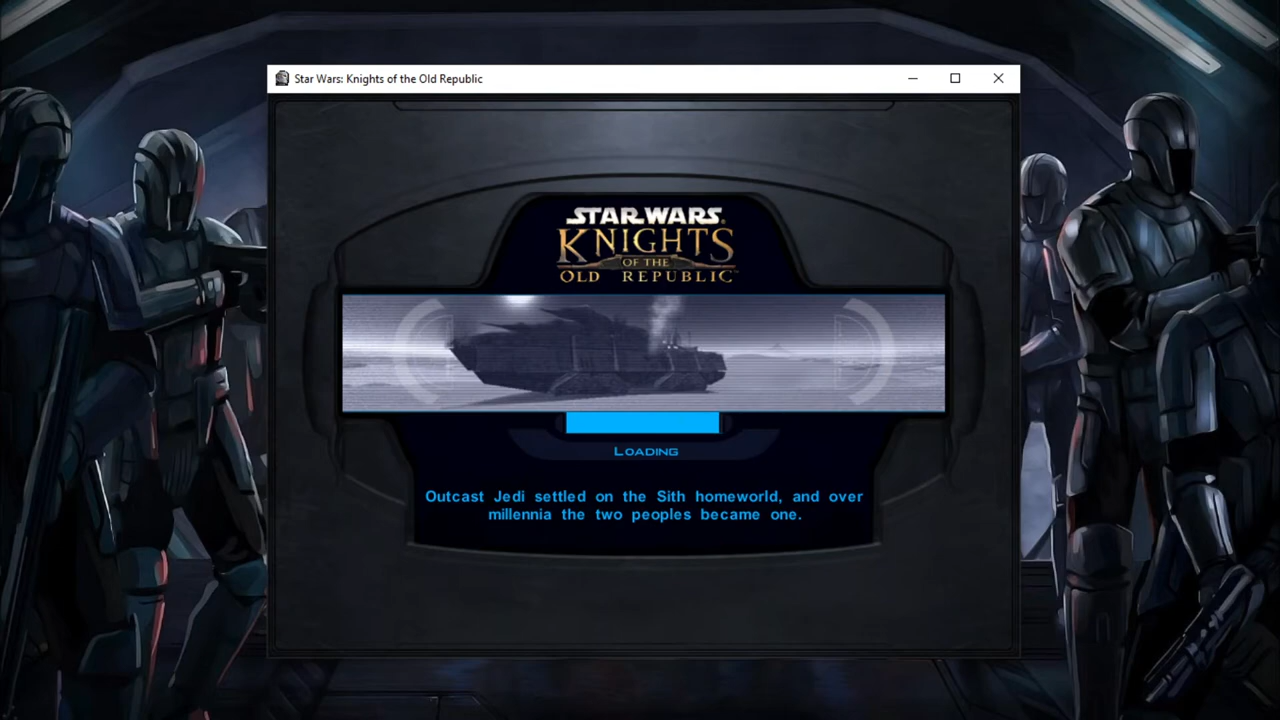 Star Wars: Knights of the Old Republic
STAR WARS
KNIGHTS
OF THE
OLD REPUBLIC™
LOADING
Outcast Jedi settled on the Sith homeworld, and over
millennia the two peoples became one.